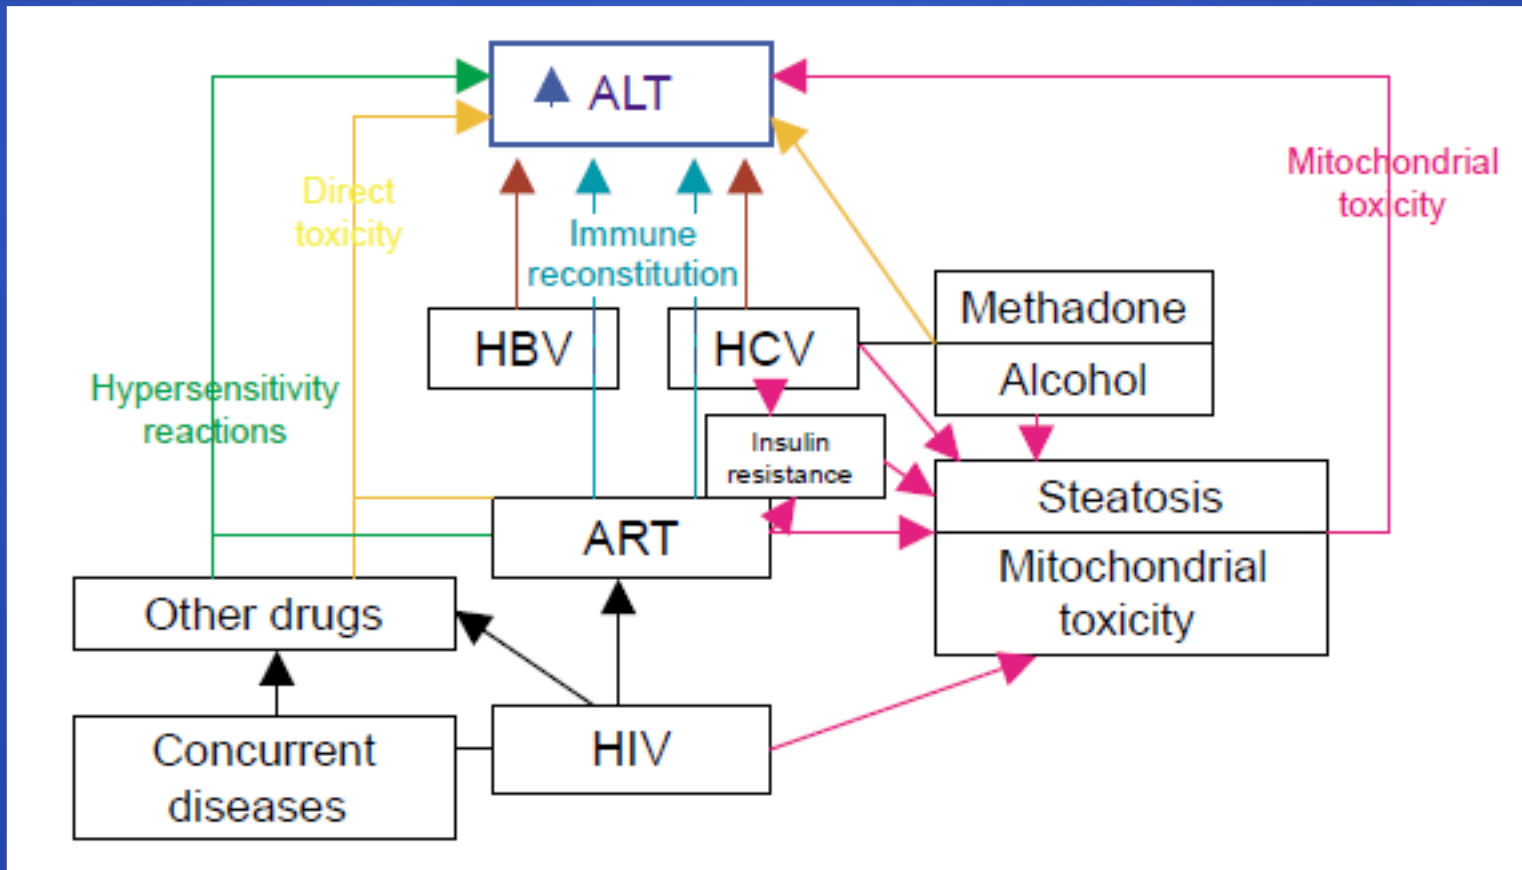 ALT
Mitochondrial
toxicity
Direct
toxicity
Immune
reconstitution
Methadone
HBV
HCV
Alcohol
Hypersensitivity
reactions
Insulin
resistance
Steatosis
ART
Mitochondrial
toxicity
Other drugs
Concurrent
diseases
HIV